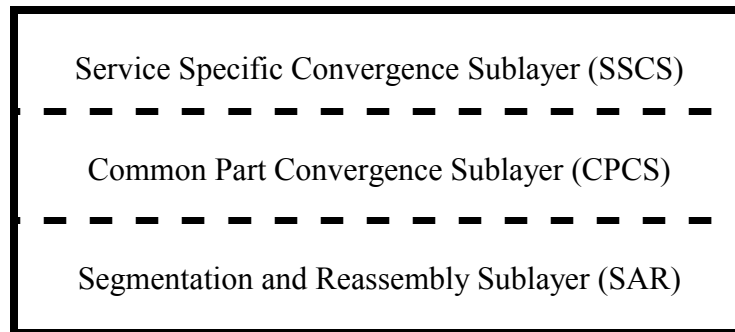 Service Specific Convergence Sublayer (SSCS)
Common Part Convergence Sublayer (CPCS)
Segmentation and Reassembly Sublayer (SAR)